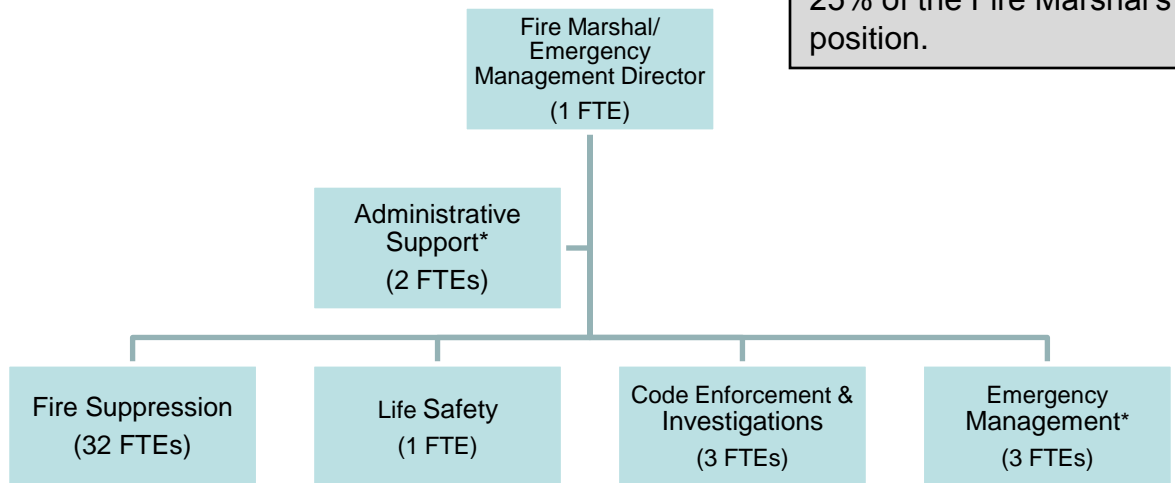 25% of the Fire Marshal's
position.
Fire Marshal/
Emergency
Management Director
(1 FTE)
Administrative
Support*
(2 FTEs)
Fire Suppression
(32 FTEs)
Life Safety
(1 FTE)
Code Enforcement &
Investigations
(3 FTEs)
Emergency
Management*
(3 FTEs)